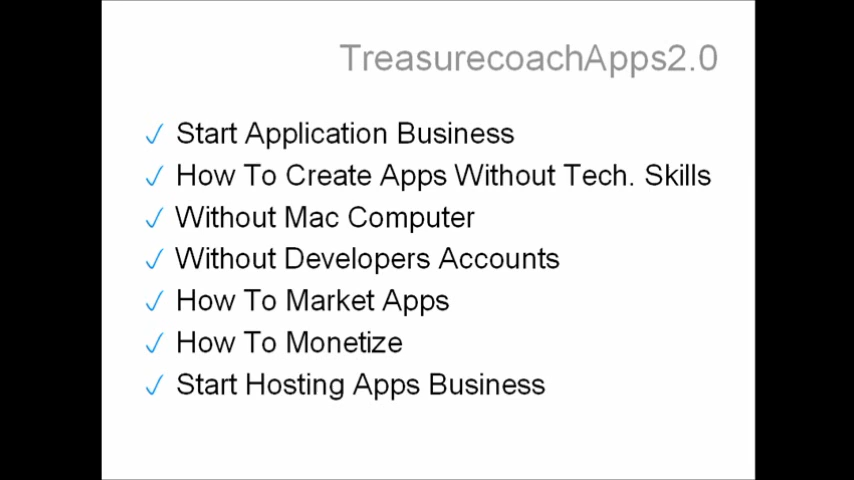 TreasurecoachApps2.0
✓ Start Application Business
✓ How To Create Apps Without Tech. Skills
✓ Without Mac Computer
✓ Without Developers Accounts
✓ How To Market Apps
✓ How To Monetize
✓ Start Hosting Apps Business